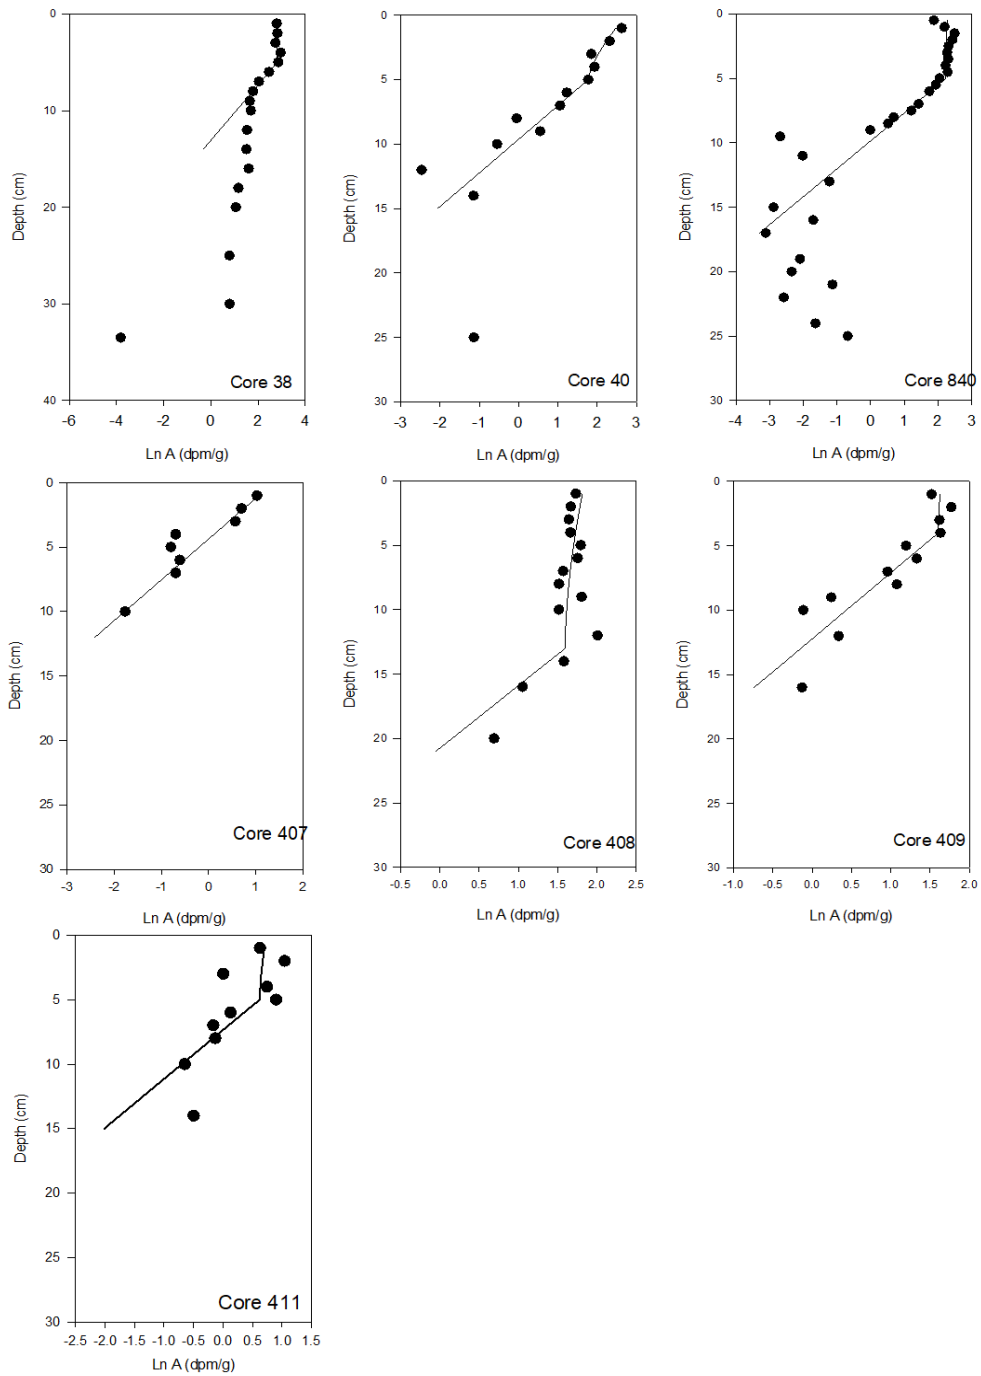 0
10
20
30
40
Depth (cm)
Core 38
-6 -4 -2 0 2 4
Ln A (dpm/g)
0
5
10
15
20
25
30
Depth (cm)
Core 40
-3 -2 -1 0 1 2 3
Ln A (dpm/g)
0
5
10
15
20
25
30
Depth (cm)
Core 840
-4 -3 -2 -1 0 1 2 3
Ln A (dpm/g)
0
5
10
15
20
25
30
Depth (cm)
Core 407
-3 -2 -1 0 1 2
Ln A (dpm/g)
0
5
10
15
20
25
30
Depth (cm)
Core 408
-0.5 0.0 0.5 1.0 1.5 2.0 2.5
Ln A (dpm/g)
0
5
10
15
20
25
30
Depth (cm)
Core 409
-1.0 -0.5 0.0 0.5 1.0 1.5 2.0
Ln A (dpm/g)
0
5
10
15
20
25
30
Depth (cm)
Core 411
-2.5 -2.0 -1.5 -1.0 -0.5 0.0 0.5 1.0 1.5
Ln A (dpm/g)